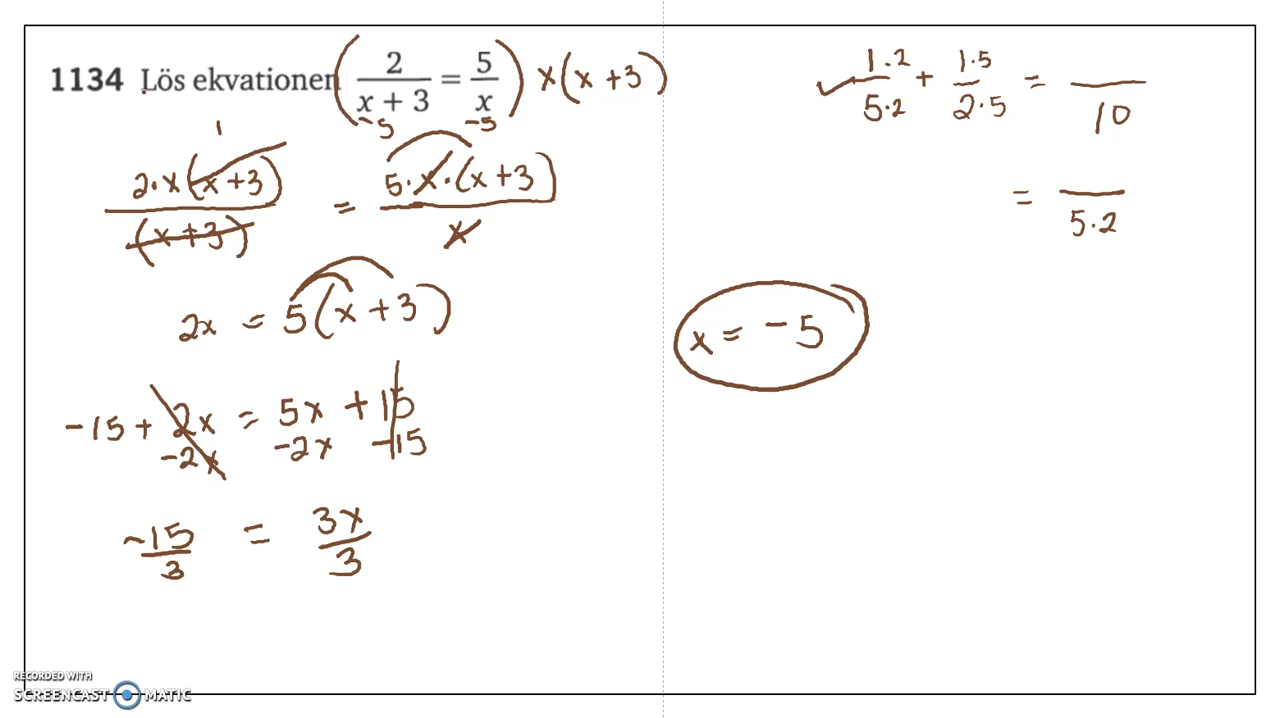 1134 Lös ekvationen (2/(x + 3) = 5/x) x(x + 3)
-5 -5
1
2·x(x+3)/(x+3) = 5·x·(x+3)/x
2x = 5(x + 3)
-15 + 2x = 5x + 15
-2x -2x -15
-15/3 = 3x/3
1·2/5·2 + 1·5/2·5 = /10
= /5·2
x = -5
RECORDED WITH
SCREENCAST MATIC